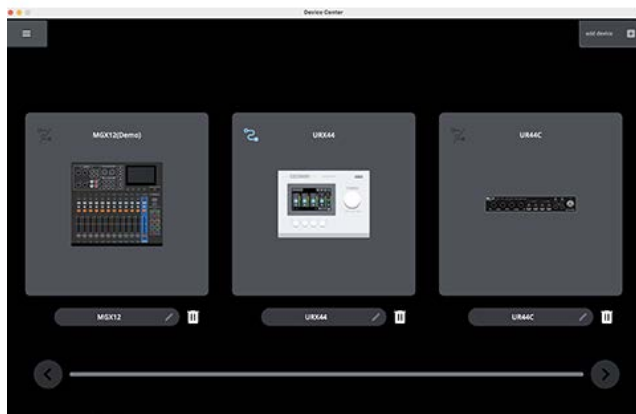 Device Center
add device
MGX12(Demo)
URX44
UR44C
MGX12
URX44
UR44C